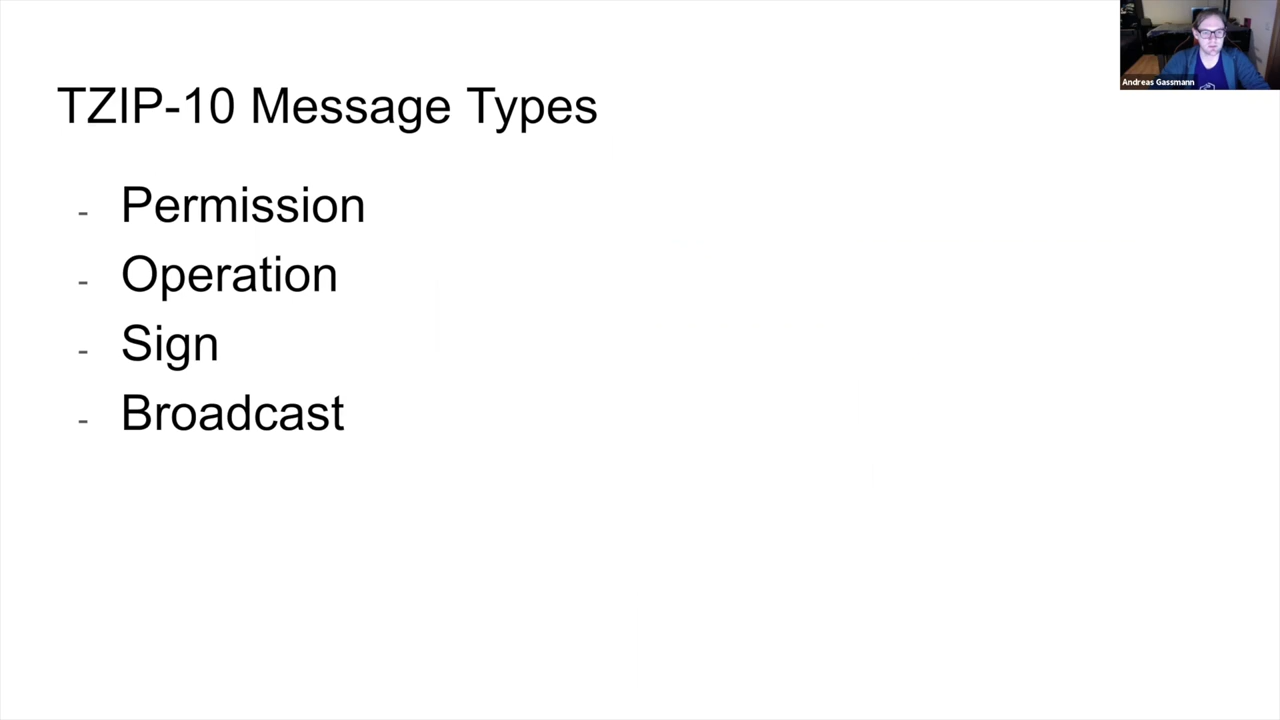 TZIP-10 Message Types
- Permission
- Operation
- Sign
- Broadcast
Andreas Gassmann